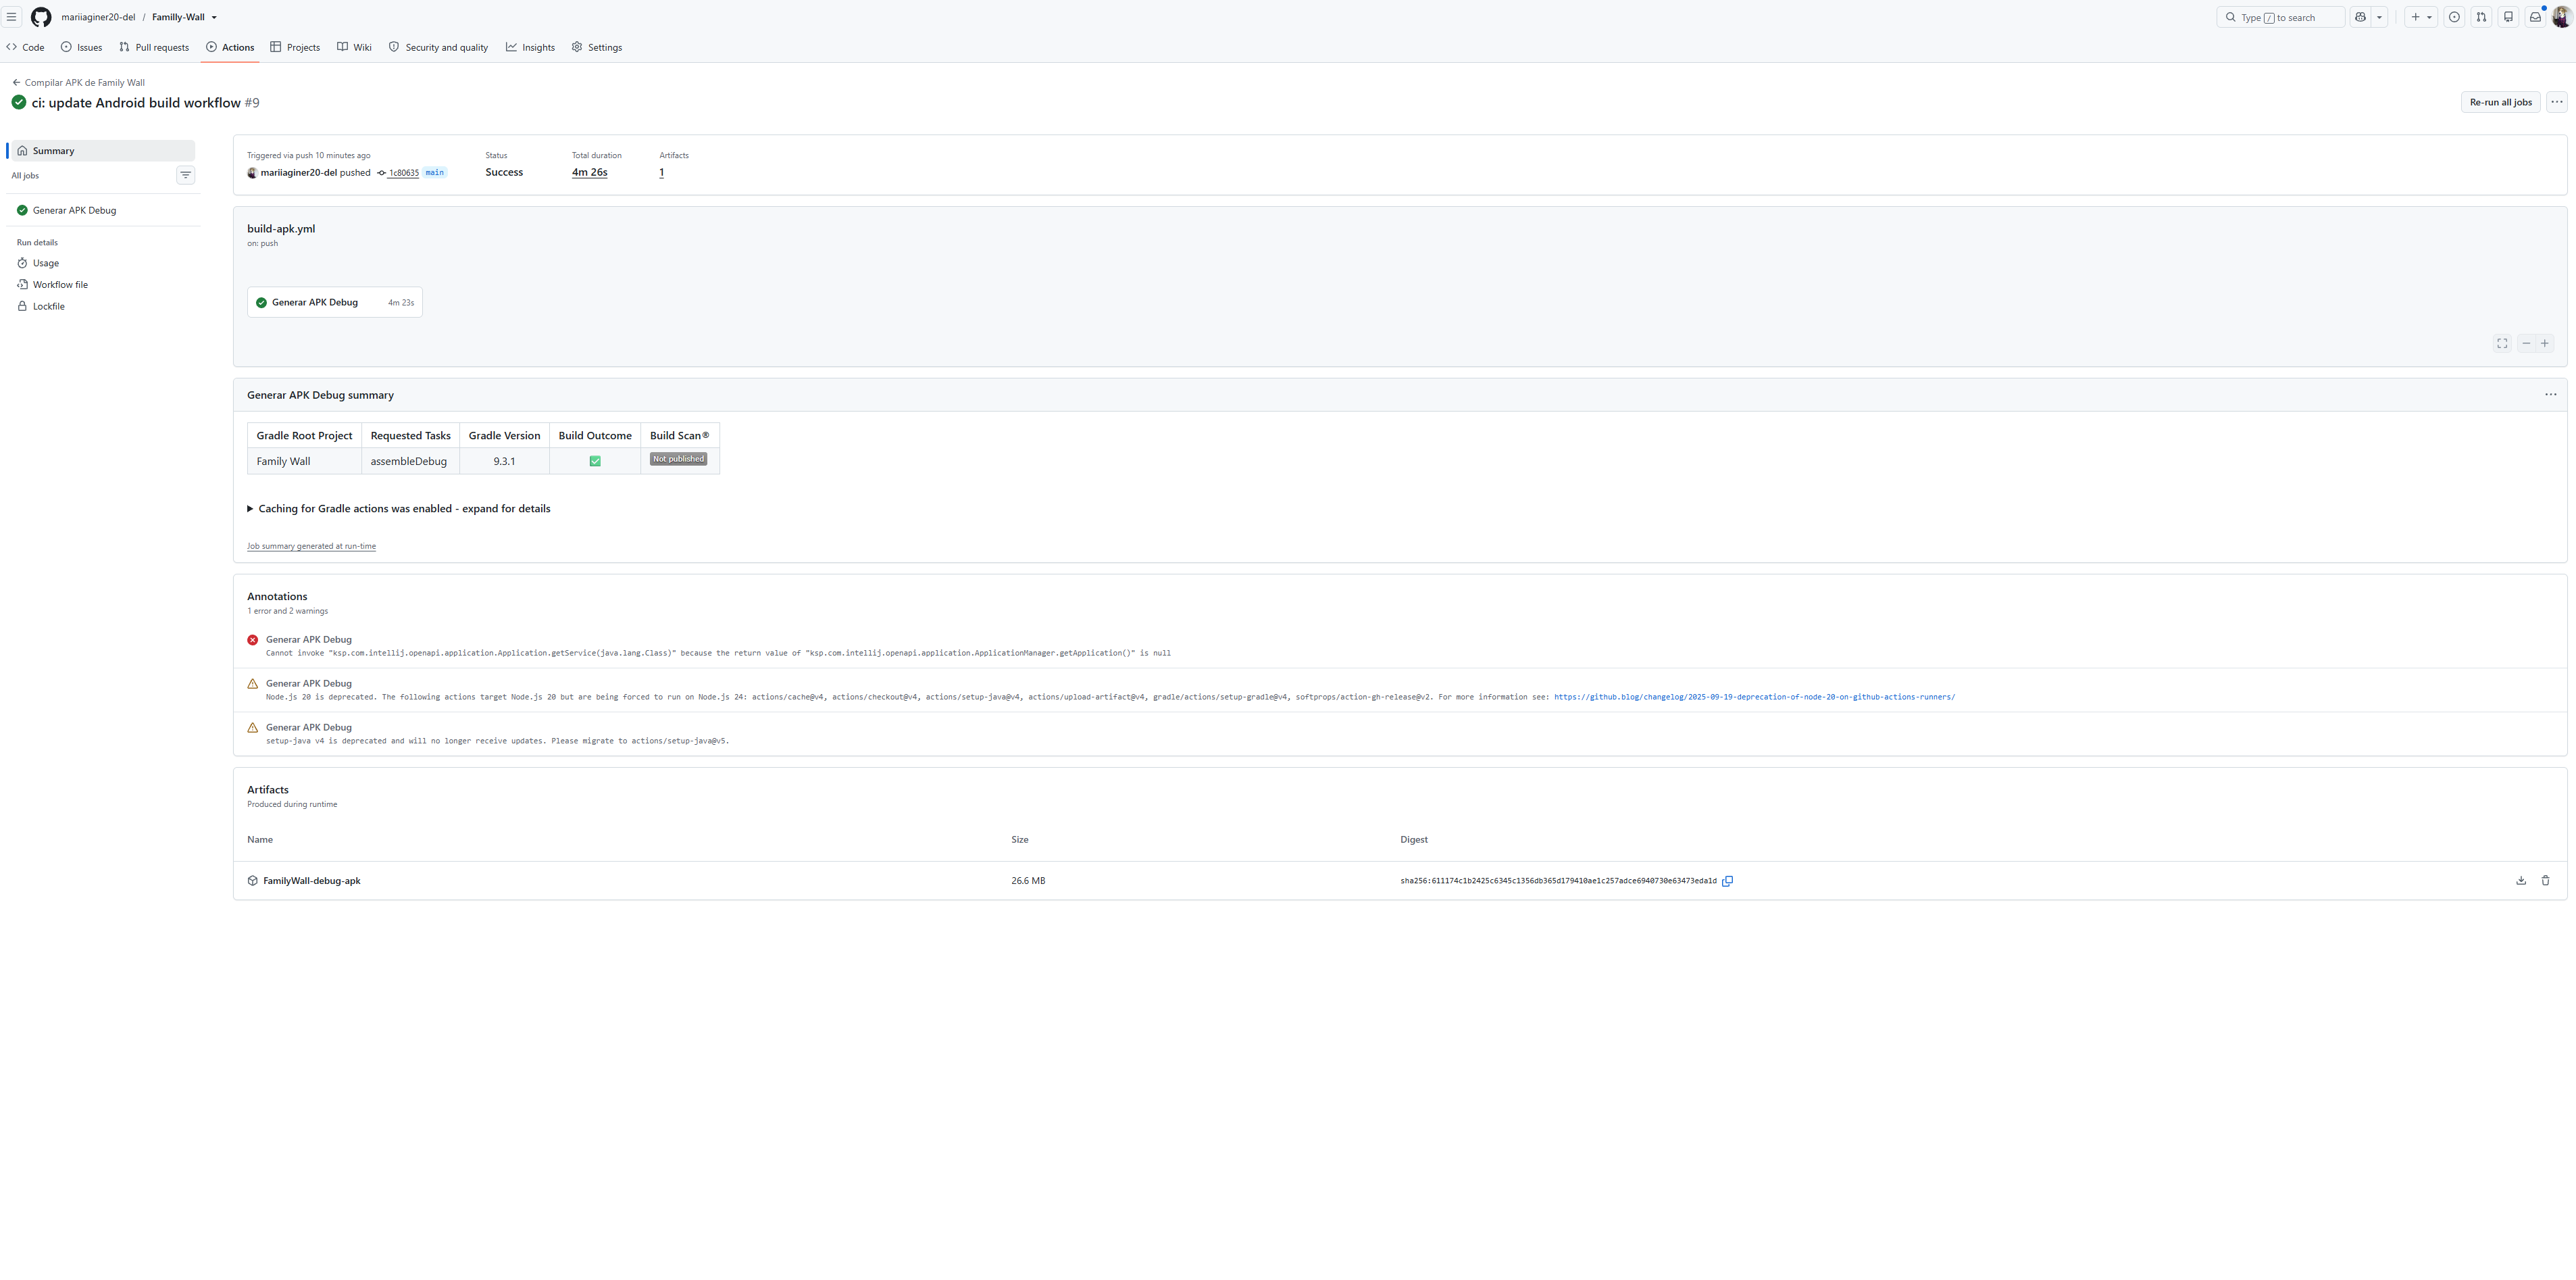 mariiaginer20-del / Familly-Wall
Type / to search
Code Issues Pull requests Actions Projects Wiki Security and quality Insights Settings
Compilar APK de Family Wall
ci: update Android build workflow #9
Re-run all jobs
Summary
All jobs
Generar APK Debug
Run details
Usage
Workflow file
Lockfile
Triggered via push 10 minutes ago
mariiaginer20-del pushed 1c80635 main
Status
Success
Total duration
4m 26s
Artifacts
1
build-apk.yml
on: push
Generar APK Debug 4m 23s
Generar APK Debug summary
Gradle Root Project Requested Tasks Gradle Version Build Outcome Build Scan®
Family Wall assembleDebug 9.3.1 Not published
Caching for Gradle actions was enabled - expand for details
Job summary generated at run-time
Annotations
1 error and 2 warnings
Generar APK Debug
Cannot invoke "ksp.com.intellij.openapi.application.Application.getService(java.lang.Class)" because the return value of "ksp.com.intellij.openapi.application.ApplicationManager.getApplication()" is null
Generar APK Debug
Node.js 20 is deprecated. The following actions target Node.js 20 but are being forced to run on Node.js 24: actions/cache@v4, actions/checkout@v4, actions/setup-java@v4, actions/upload-artifact@v4, gradle/actions/setup-gradle@v4, softprops/action-gh-release@v2. For more information see: https://github.blog/changelog/2025-09-19-deprecation-of-node-20-on-github-actions-runners/
Generar APK Debug
setup-java v4 is deprecated and will no longer receive updates. Please migrate to actions/setup-java@v5.
Artifacts
Produced during runtime
Name Size Digest
FamilyWall-debug-apk 26.6 MB sha256:611174c1b2425c6345c1356db365d179410ae1c257adce6940730e63473eda1d